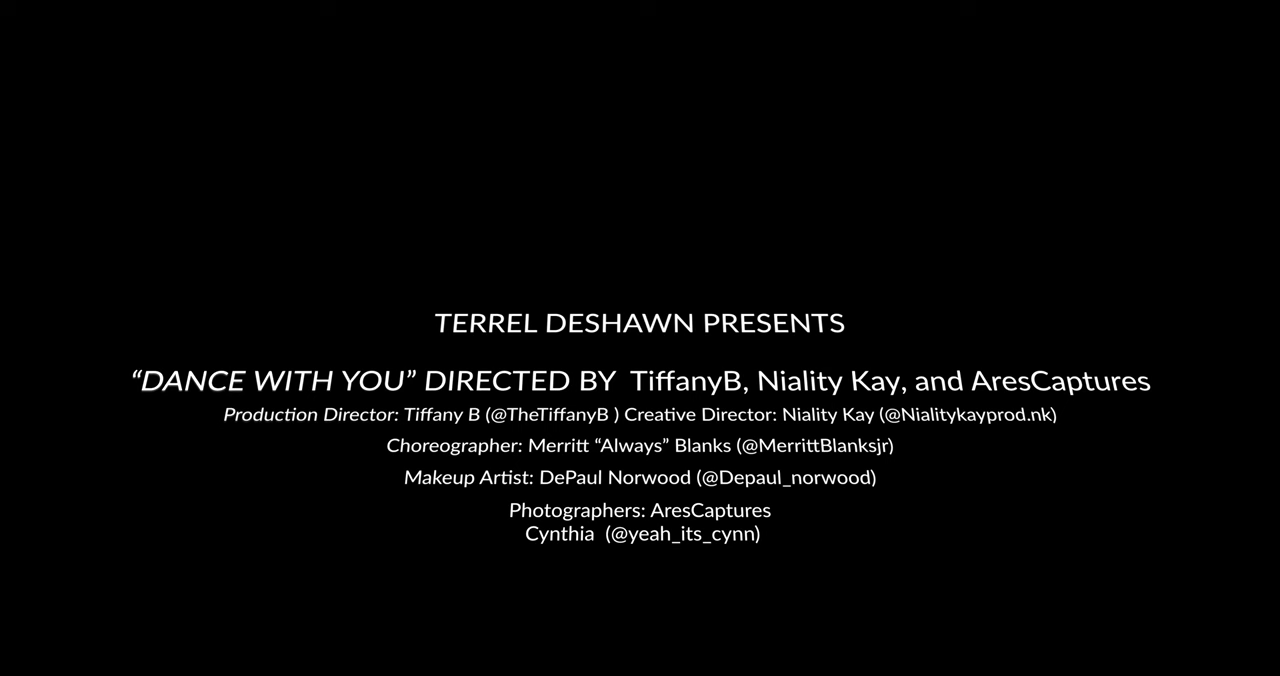 TERREL DESHAWN PRESENTS
“DANCE WITH YOU” DIRECTED BY TiffanyB, Niality Kay, and AresCaptures
Production Director: Tiffany B (@TheTiffanyB ) Creative Director: Niality Kay (@Nialitykayprod.nk)
Choreographer: Merritt “Always” Blanks (@MerrittBlanksjr)
Makeup Artist: DePaul Norwood (@Depaul_norwood)
Photographers: AresCaptures
Cynthia (@yeah_its_cynn)